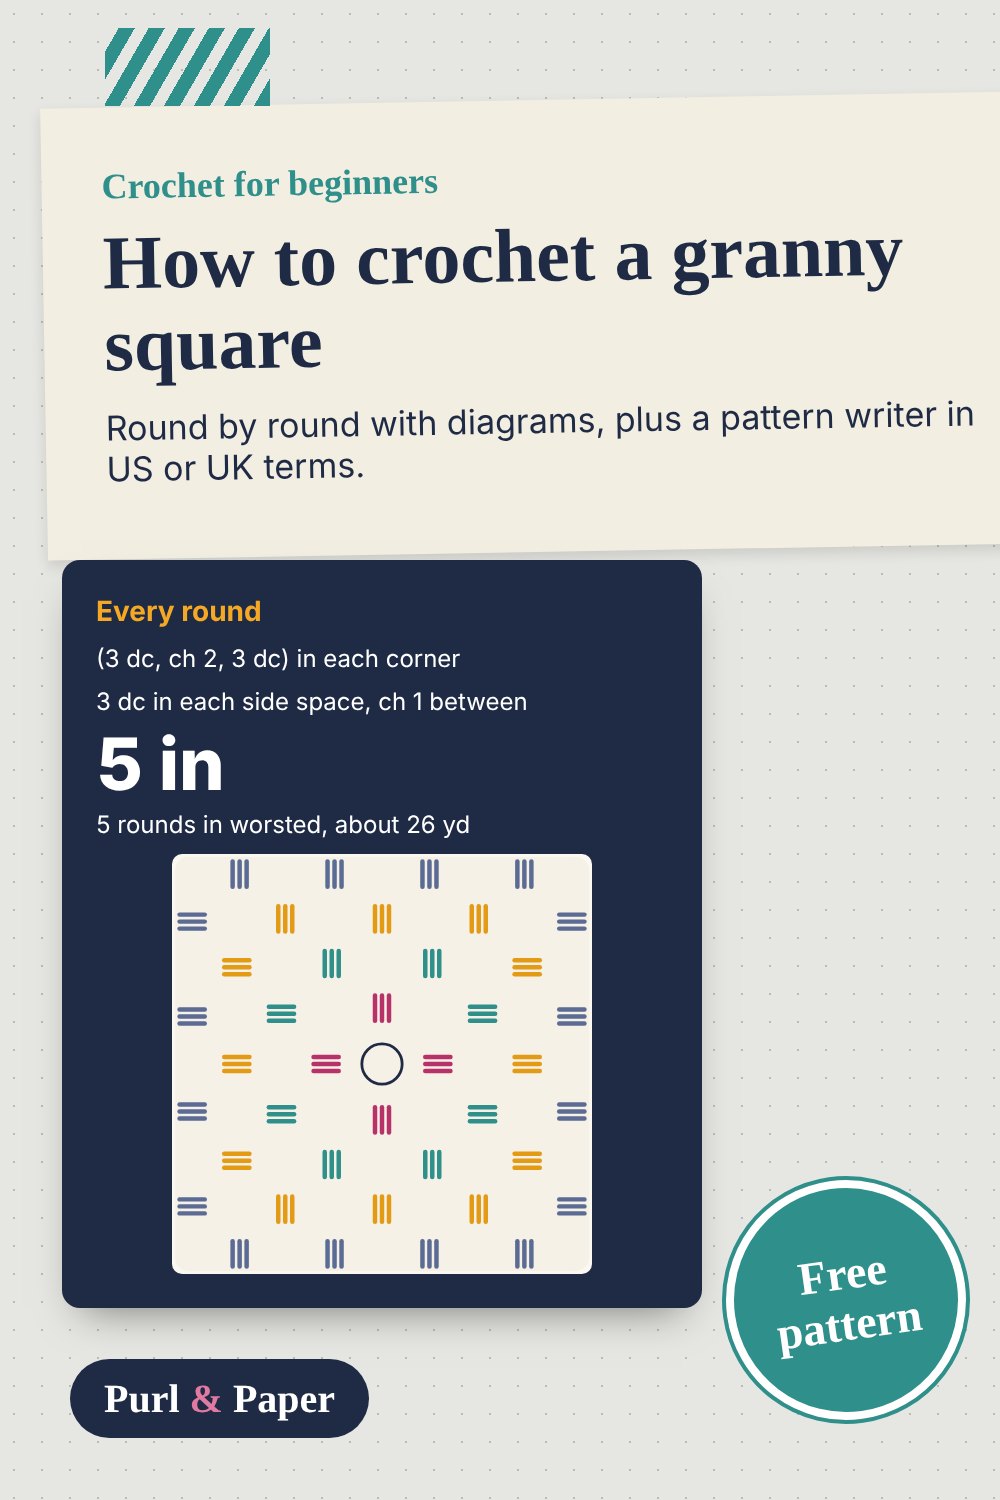 Crochet for beginners
How to crochet a granny
square
Round by round with diagrams, plus a pattern writer in
US or UK terms.
Every round
(3 dc, ch 2, 3 dc) in each corner
3 dc in each side space, ch 1 between
5 in
5 rounds in worsted, about 26 yd
Free
pattern
Purl & Paper